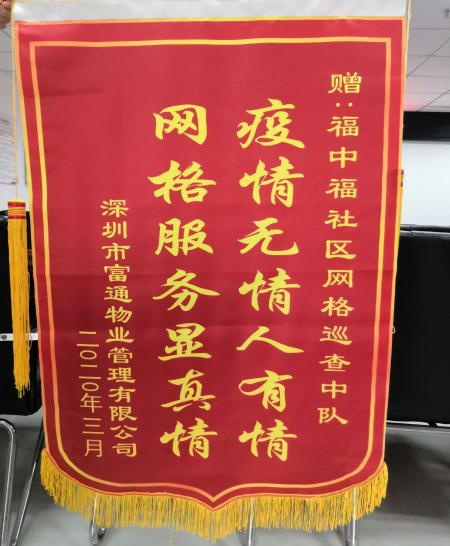 赠:福中福社区网格巡查中队
疫情无情人有情
网格服务显真情
深圳市富通物业管理有限公司
二〇二〇年三月